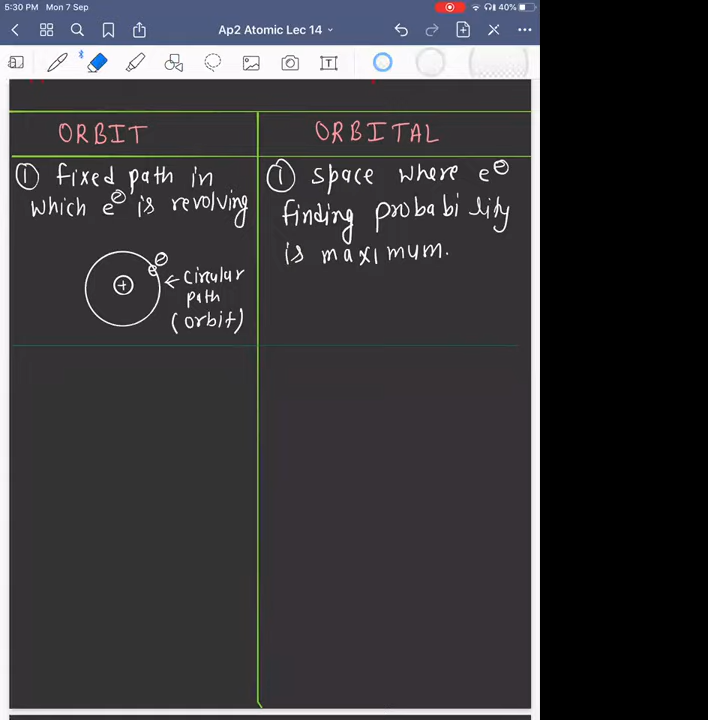 5:30 PM Mon 7 Sep
40%
Ap2 Atomic Lec 14
T
ORBIT
ORBITAL
① fixed path in
which e⊖ is revolving
e⊖
+
← Circular
path
(orbit)
① space where e⊖
finding probability
is maximum.